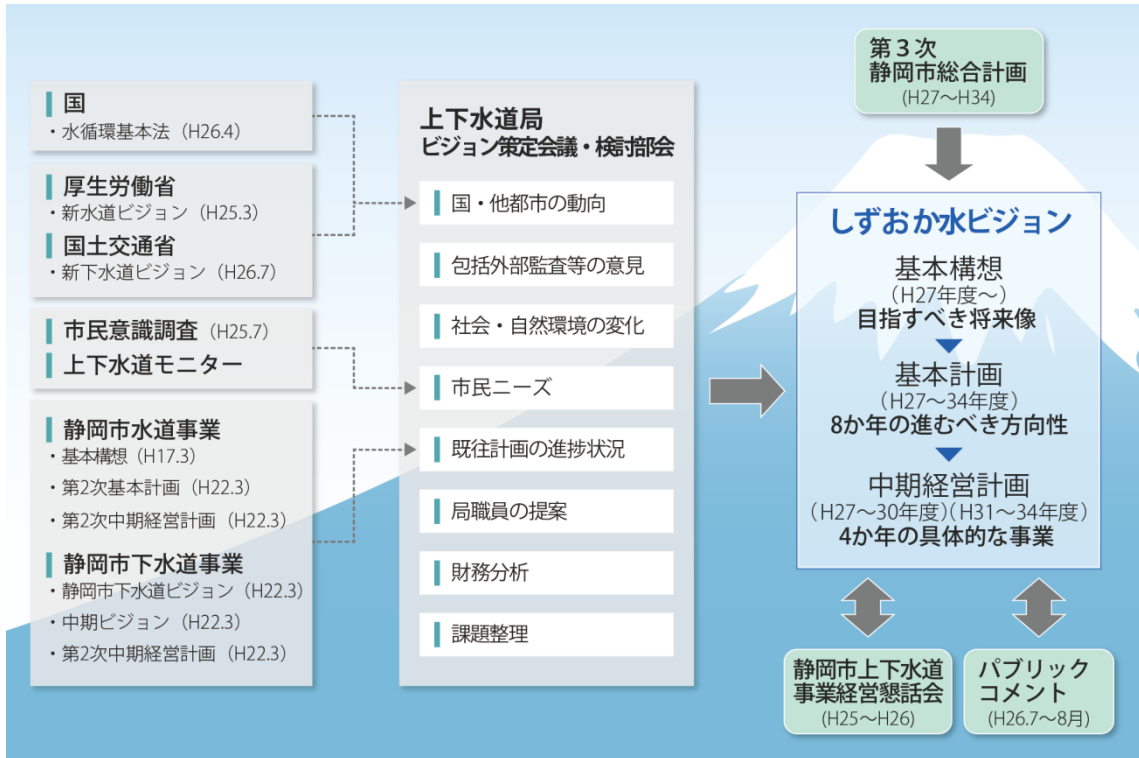 国
・水循環基本法（H26.4）
厚生労働省
・新水道ビジョン（H25.3）
国土交通省
・新下水道ビジョン（H26.7）
市民意識調査（H25.7）
上下水道モニター
静岡市水道事業
・基本構想（H17.3）
・第2次基本計画（H22.3）
・第2次中期経営計画（H22.3）
静岡市下水道事業
・静岡市下水道ビジョン（H22.3）
・中期ビジョン（H22.3）
・第2次中期経営計画（H22.3）
上下水道局
ビジョン策定会議・検討部会
国・他都市の動向
包括外部監査等の意見
社会・自然環境の変化
市民ニーズ
既往計画の進捗状況
局職員の提案
財務分析
課題整理
第３次
静岡市総合計画
（H27～H34）
しずおか水ビジョン
基本構想
（H27年度～）
目指すべき将来像
基本計画
（H27～34年度）
8か年の進むべき方向性
中期経営計画
（H27～30年度）（H31～34年度）
4か年の具体的な事業
静岡市上下水道
事業経営懇話会
（H25～H26）
パブリック
コメント
（H26.7～8月）